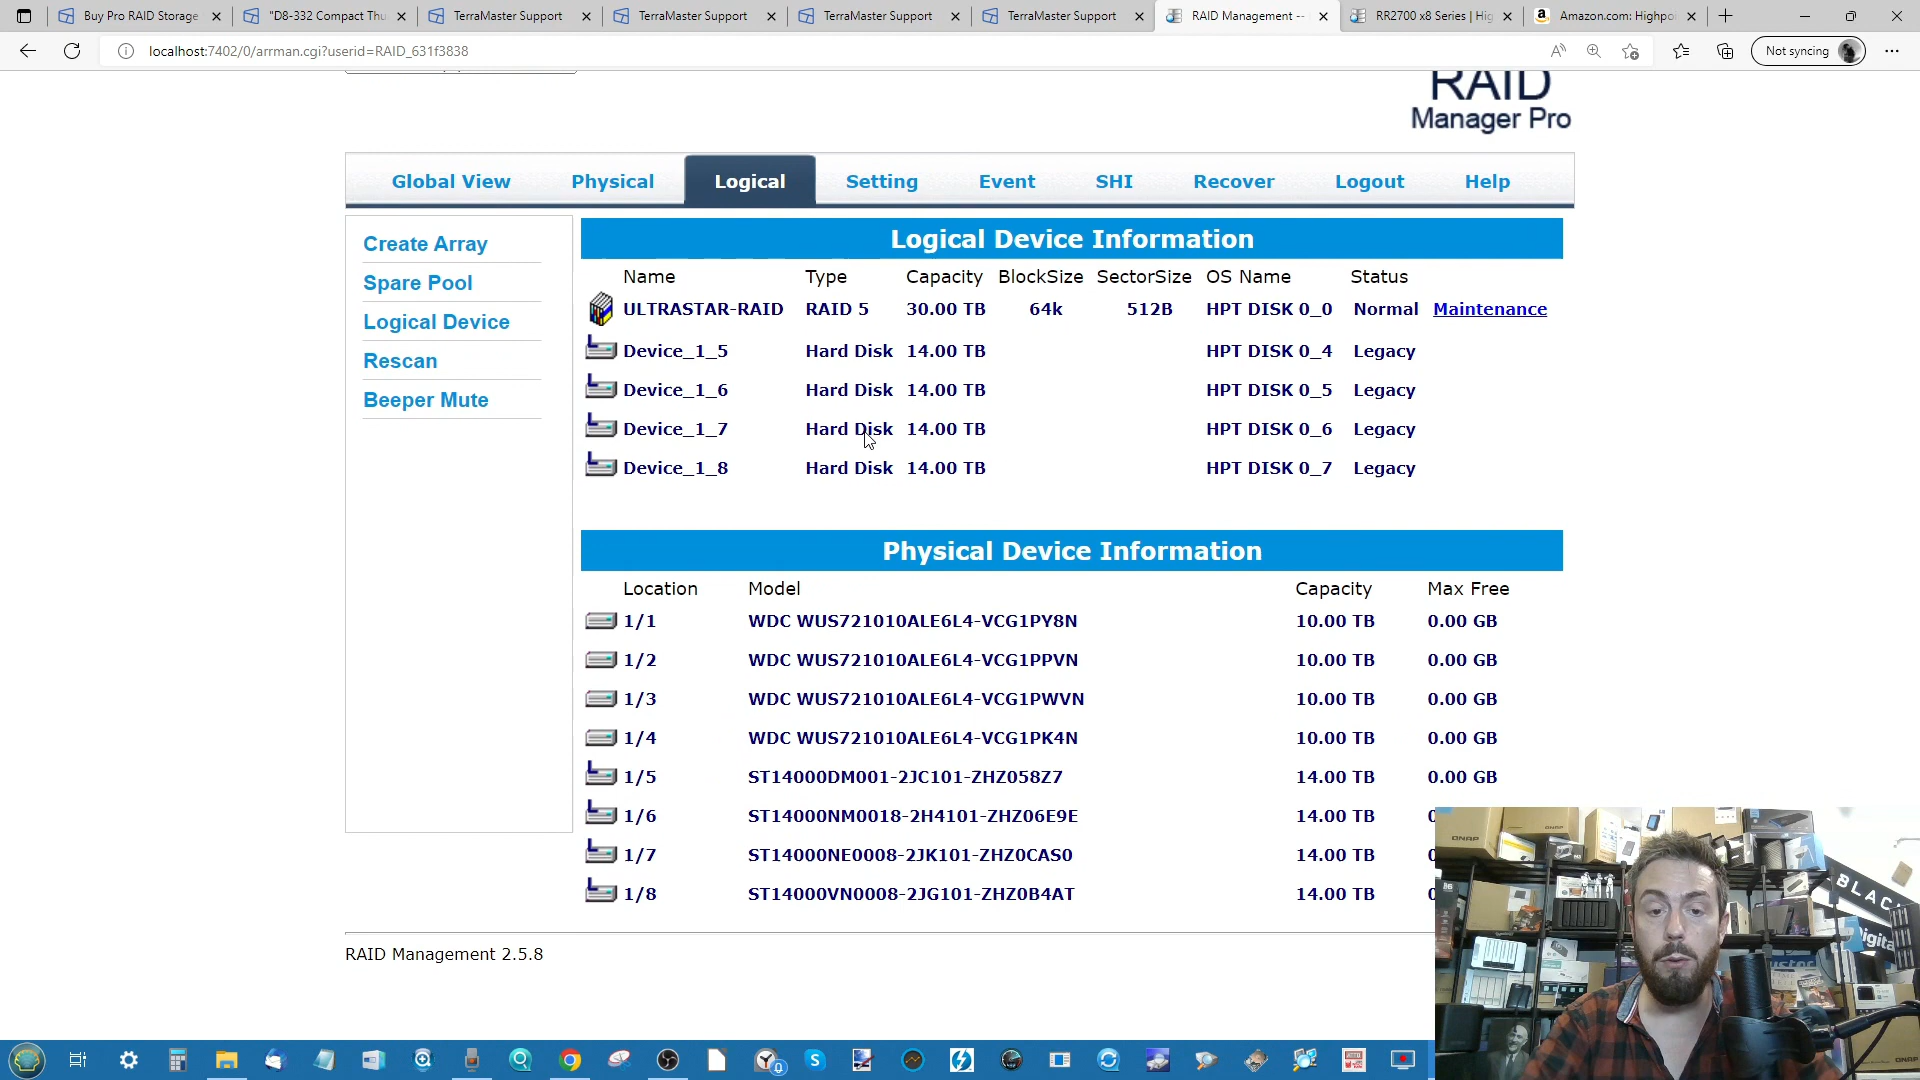 Buy Pro RAID Storage
"D8-332 Compact Thu
TerraMaster Support
TerraMaster Support
TerraMaster Support
TerraMaster Support
RAID Management --
RR2700 x8 Series | Hig
Amazon.com: Highpo
localhost:7402/0/arrman.cgi?userid=RAID_631f3838
Not syncing
RAID
Manager Pro
Global View
Physical
Logical
Setting
Event
SHI
Recover
Logout
Help
Create Array
Spare Pool
Logical Device
Rescan
Beeper Mute
Logical Device Information
Name Type Capacity BlockSize SectorSize OS Name Status
ULTRASTAR-RAID RAID 5 30.00 TB 64k 512B HPT DISK 0_0 Normal Maintenance
Device_1_5 Hard Disk 14.00 TB HPT DISK 0_4 Legacy
Device_1_6 Hard Disk 14.00 TB HPT DISK 0_5 Legacy
Device_1_7 Hard Disk 14.00 TB HPT DISK 0_6 Legacy
Device_1_8 Hard Disk 14.00 TB HPT DISK 0_7 Legacy
Physical Device Information
Location Model Capacity Max Free
1/1 WDC WUS721010ALE6L4-VCG1PY8N 10.00 TB 0.00 GB
1/2 WDC WUS721010ALE6L4-VCG1PPVN 10.00 TB 0.00 GB
1/3 WDC WUS721010ALE6L4-VCG1PWVN 10.00 TB 0.00 GB
1/4 WDC WUS721010ALE6L4-VCG1PK4N 10.00 TB 0.00 GB
1/5 ST14000DM001-2JC101-ZHZ058Z7 14.00 TB 0.00 GB
1/6 ST14000NM0018-2H4101-ZHZ06E9E 14.00 TB
1/7 ST14000NE0008-2JK101-ZHZ0CAS0 14.00 TB
1/8 ST14000VN0008-2JG101-ZHZ0B4AT 14.00 TB
RAID Management 2.5.8
QNAP
QNAP
BLAC
igita